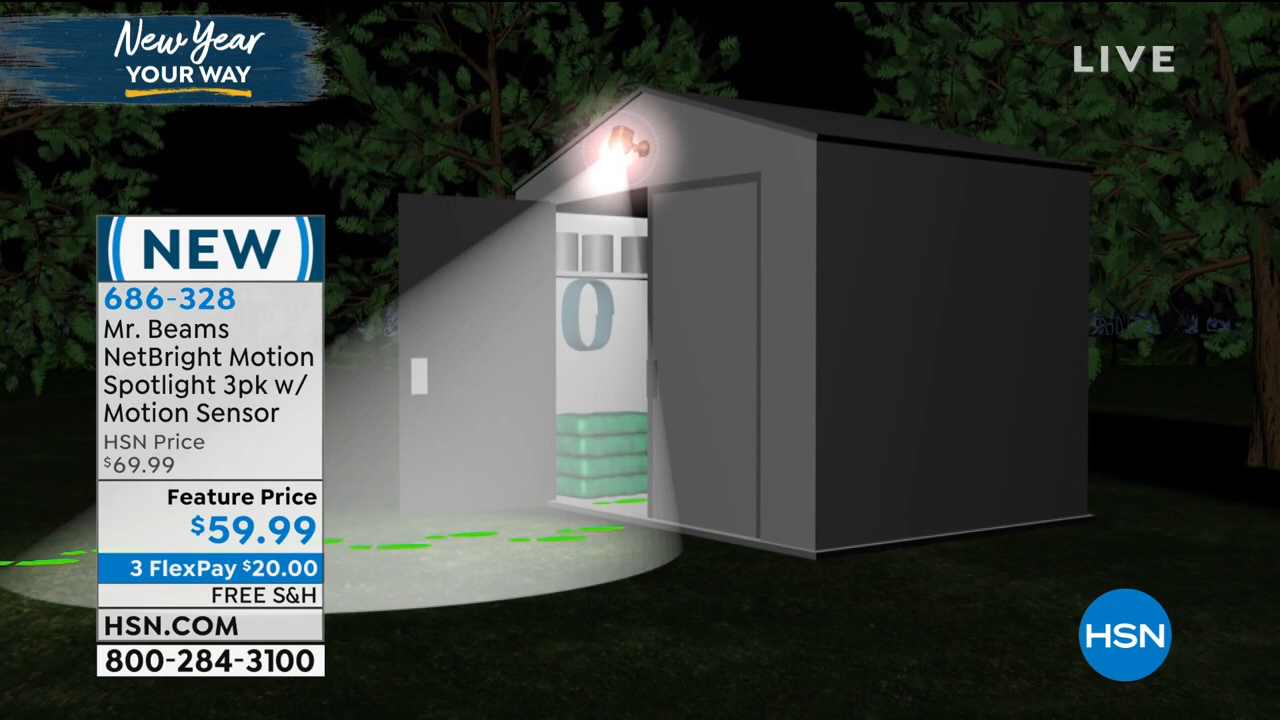 New Year
YOUR WAY
LIVE
NEW
686-328
Mr. Beams
NetBright Motion
Spotlight 3pk w/
Motion Sensor
HSN Price
$69.99
Feature Price
$59.99
3 FlexPay $20.00
FREE S&H
HSN.COM
800-284-3100
HSN